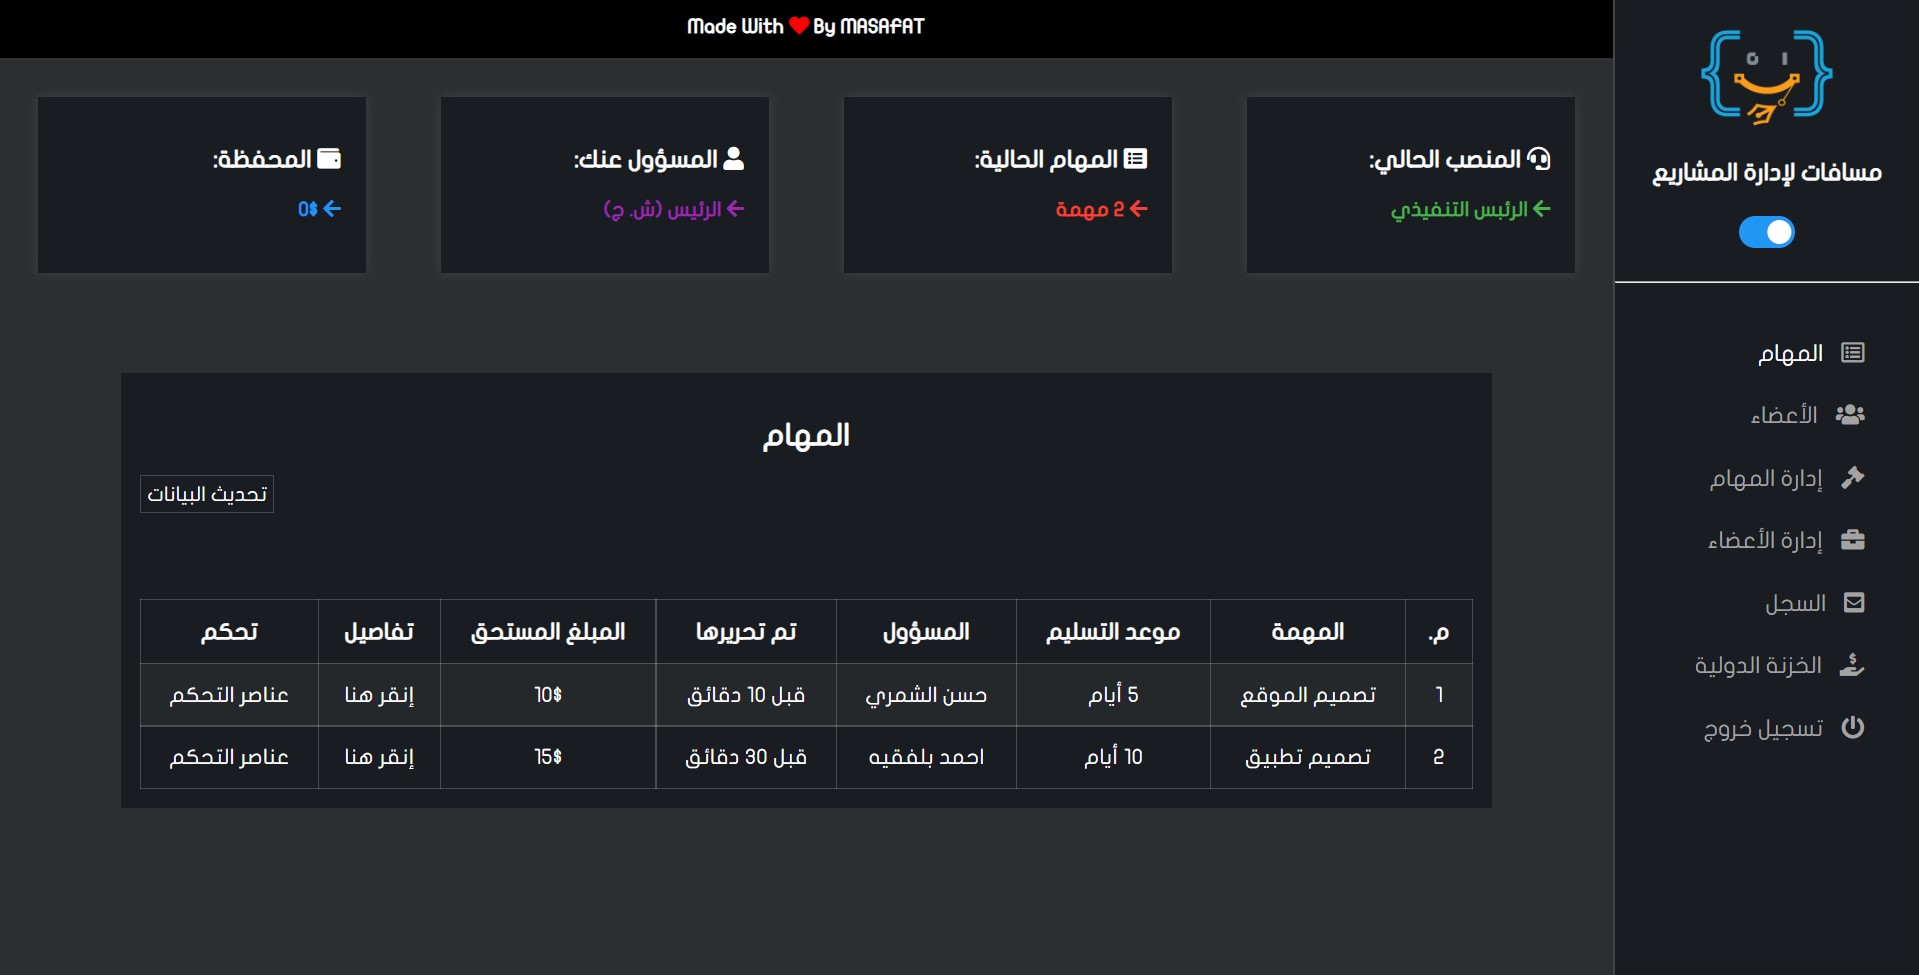 Made With ❤ By MASAFAT
مسافات لإدارة المشاريع
المهام
الأعضاء
إدارة المهام
إدارة الأعضاء
السجل
الخزنة الدولية
تسجيل خروج
المنصب الحالي:
الرئبس التنفيذي
المهام الحالية:
2 مهمة
المسؤول عنك:
الرئيس (ش. ج)
المحفظة:
0$
المهام
تحديث البيانات
م. المهمة موعد التسليم المسؤول تم تحريرها المبلغ المستحق تفاصيل تحكم
1 تصميم الموقع 5 أيام حسن الشمري قبل 10 دقائق 10$ إنقر هنا عناصر التحكم
2 تصميم تطبيق 10 أيام احمد بلفقيه قبل 30 دقائق 15$ إنقر هنا عناصر التحكم